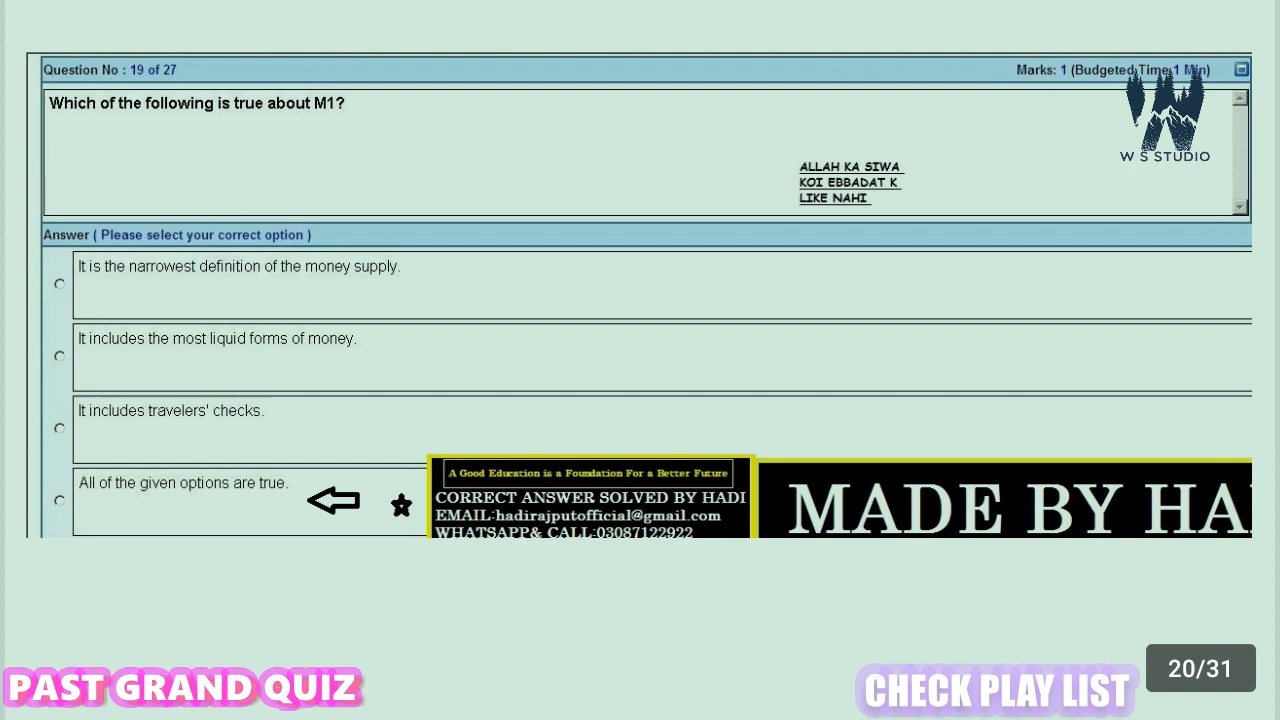 Question No : 19 of 27
Marks: 1 (Budgeted Time 1 Min)
Which of the following is true about M1?
W S STUDIO
ALLAH KA SIWA
KOI EBBADAT K
LIKE NAHI
Answer ( Please select your correct option )
It is the narrowest definition of the money supply.
It includes the most liquid forms of money.
It includes travelers' checks.
All of the given options are true.
A Good Education is a Foundation For a Better Future
CORRECT ANSWER SOLVED BY HADI
EMAIL:hadirajputofficial@gmail.com
WHATSAPP& CALL:03087122922
MADE BY HA
PAST GRAND QUIZ
CHECK PLAY LIST
20/31